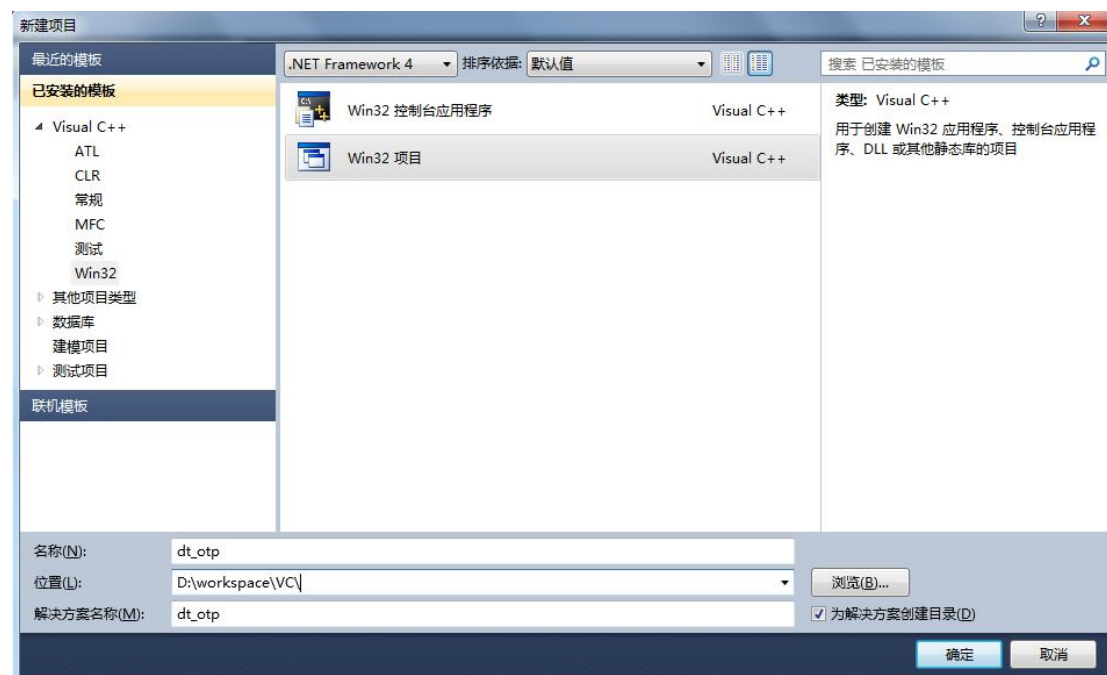 新建项目
最近的模板
已安装的模板
Visual C++
ATL
CLR
常规
MFC
测试
Win32
其他项目类型
数据库
建模项目
测试项目
联机模板
.NET Framework 4 排序依据: 默认值
Win32 控制台应用程序 Visual C++
Win32 项目 Visual C++
搜索 已安装的模板
类型: Visual C++
用于创建 Win32 应用程序、控制台应用程
序、DLL 或其他静态库的项目
名称(N): dt_otp
位置(L): D:\workspace\VC\ 浏览(B)...
解决方案名称(M): dt_otp 为解决方案创建目录(D)
确定 取消